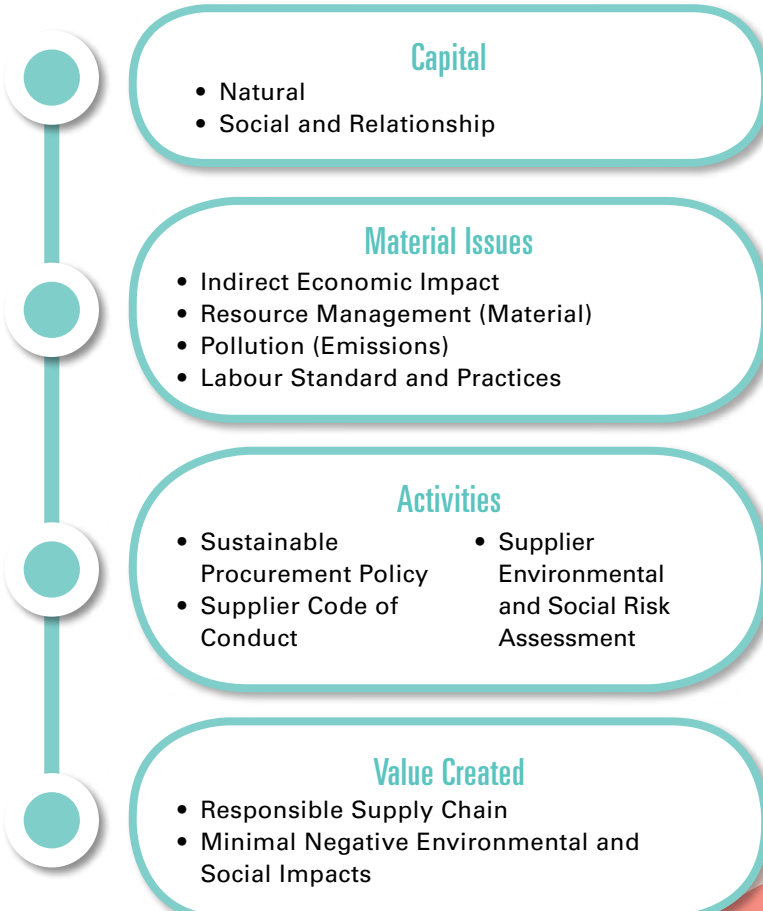 Capital
• Natural
• Social and Relationship
Material Issues
• Indirect Economic Impact
• Resource Management (Material)
• Pollution (Emissions)
• Labour Standard and Practices
Activities
• Sustainable
Procurement Policy
• Supplier Code of
Conduct
• Supplier
Environmental
and Social Risk
Assessment
Value Created
• Responsible Supply Chain
• Minimal Negative Environmental and
Social Impacts